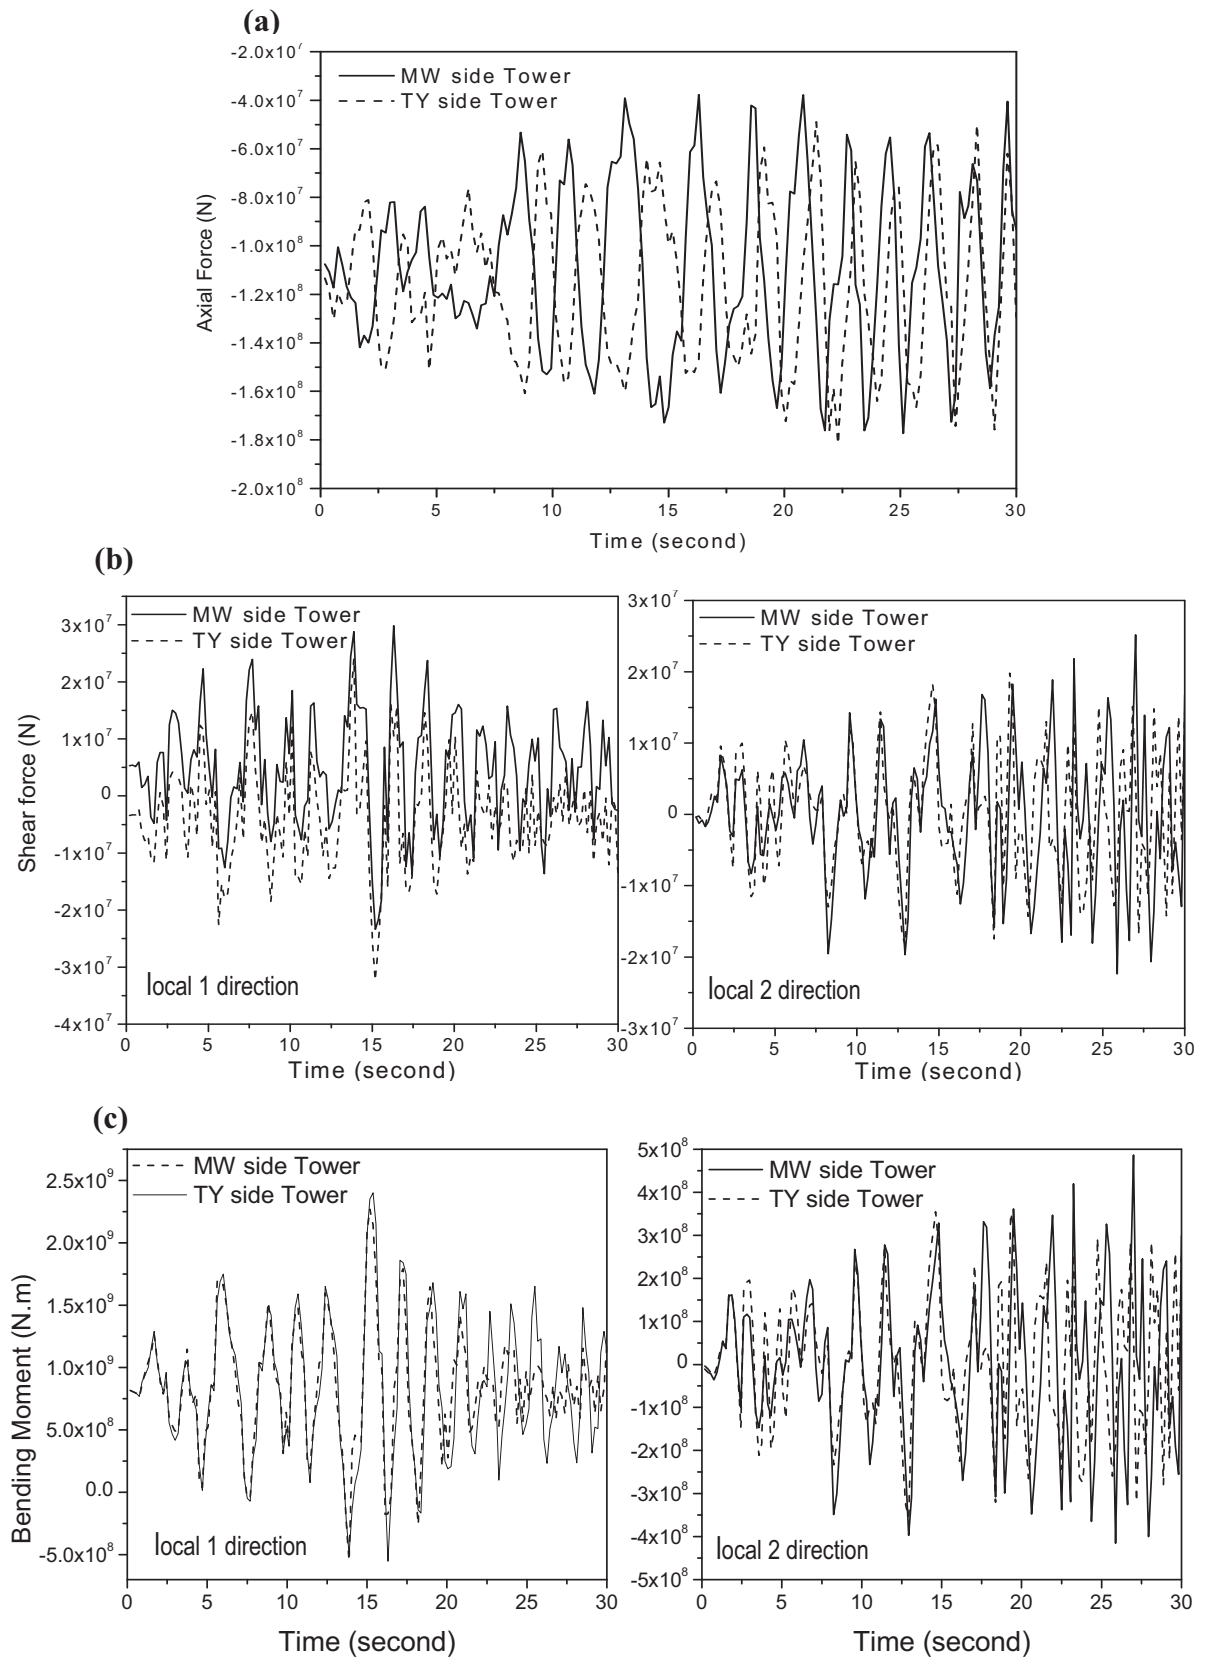 (a)
-2.0x10⁷
-4.0x10⁷
-6.0x10⁷
-8.0x10⁷
-1.0x10⁸
-1.2x10⁸
-1.4x10⁸
-1.6x10⁸
-1.8x10⁸
-2.0x10⁸
Axial Force (N)
MW side Tower
TY side Tower
0 5 10 15 20 25 30
Time (second)
(b)
3x10⁷
2x10⁷
1x10⁷
0
-1x10⁷
-2x10⁷
-3x10⁷
-4x10⁷
Shear force (N)
MW side Tower
TY side Tower
local 1 direction
0 5 10 15 20 25 30
Time (second)
3x10⁷
2x10⁷
1x10⁷
0
-1x10⁷
-2x10⁷
-3x10⁷
MW side Tower
TY side Tower
local 2 direction
0 5 10 15 20 25 30
Time (second)
(c)
2.5x10⁹
2.0x10⁹
1.5x10⁹
1.0x10⁹
5.0x10⁸
0.0
-5.0x10⁸
Bending Moment (N.m)
MW side Tower
TY side Tower
local 1 direction
0 5 10 15 20 25 30
Time (second)
5x10⁸
4x10⁸
3x10⁸
2x10⁸
1x10⁸
0
-1x10⁸
-2x10⁸
-3x10⁸
-4x10⁸
-5x10⁸
MW side Tower
TY side Tower
local 2 direction
0 5 10 15 20 25 30
Time (second)